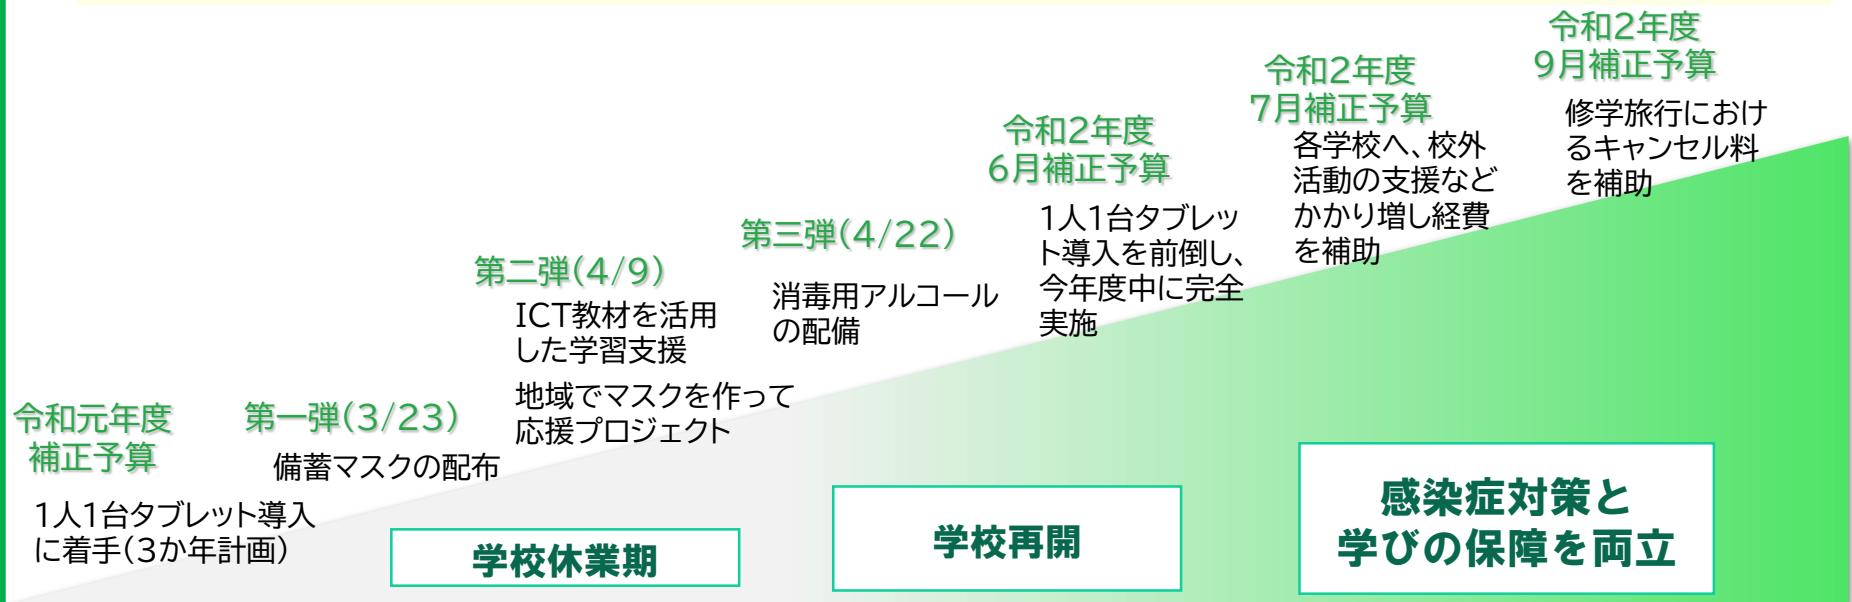 令和元年度
補正予算
1人1台タブレット導入
に着手(3か年計画)
第一弾(3/23)
備蓄マスクの配布
第二弾(4/9)
ICT教材を活用
した学習支援
地域でマスクを作って
応援プロジェクト
第三弾(4/22)
消毒用アルコール
の配備
令和2年度
6月補正予算
1人1台タブレッ
ト導入を前倒し、
今年度中に完全
実施
令和2年度
7月補正予算
各学校へ、校外
活動の支援など
かかり増し経費
を補助
令和2年度
9月補正予算
修学旅行におけ
るキャンセル料
を補助
学校休業期
学校再開
感染症対策と
学びの保障を両立